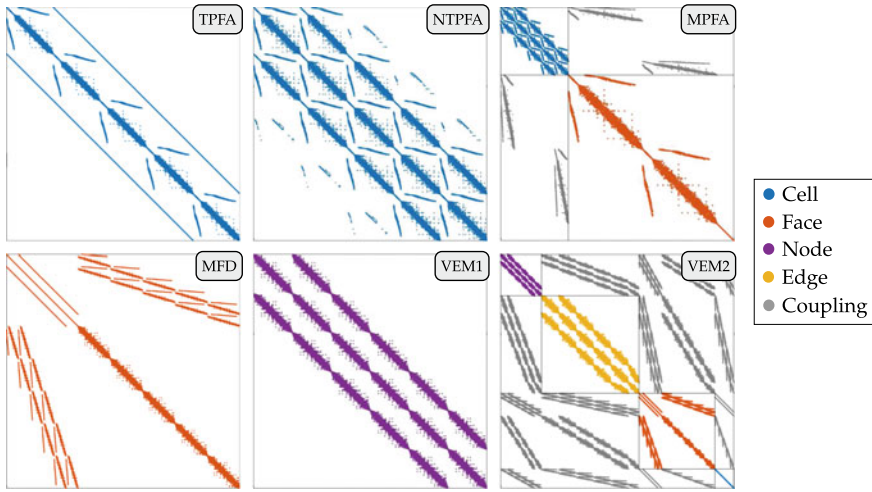 TPFA
NTPFA
MPFA
Cell
Face
Node
Edge
Coupling
MFD
VEM1
VEM2